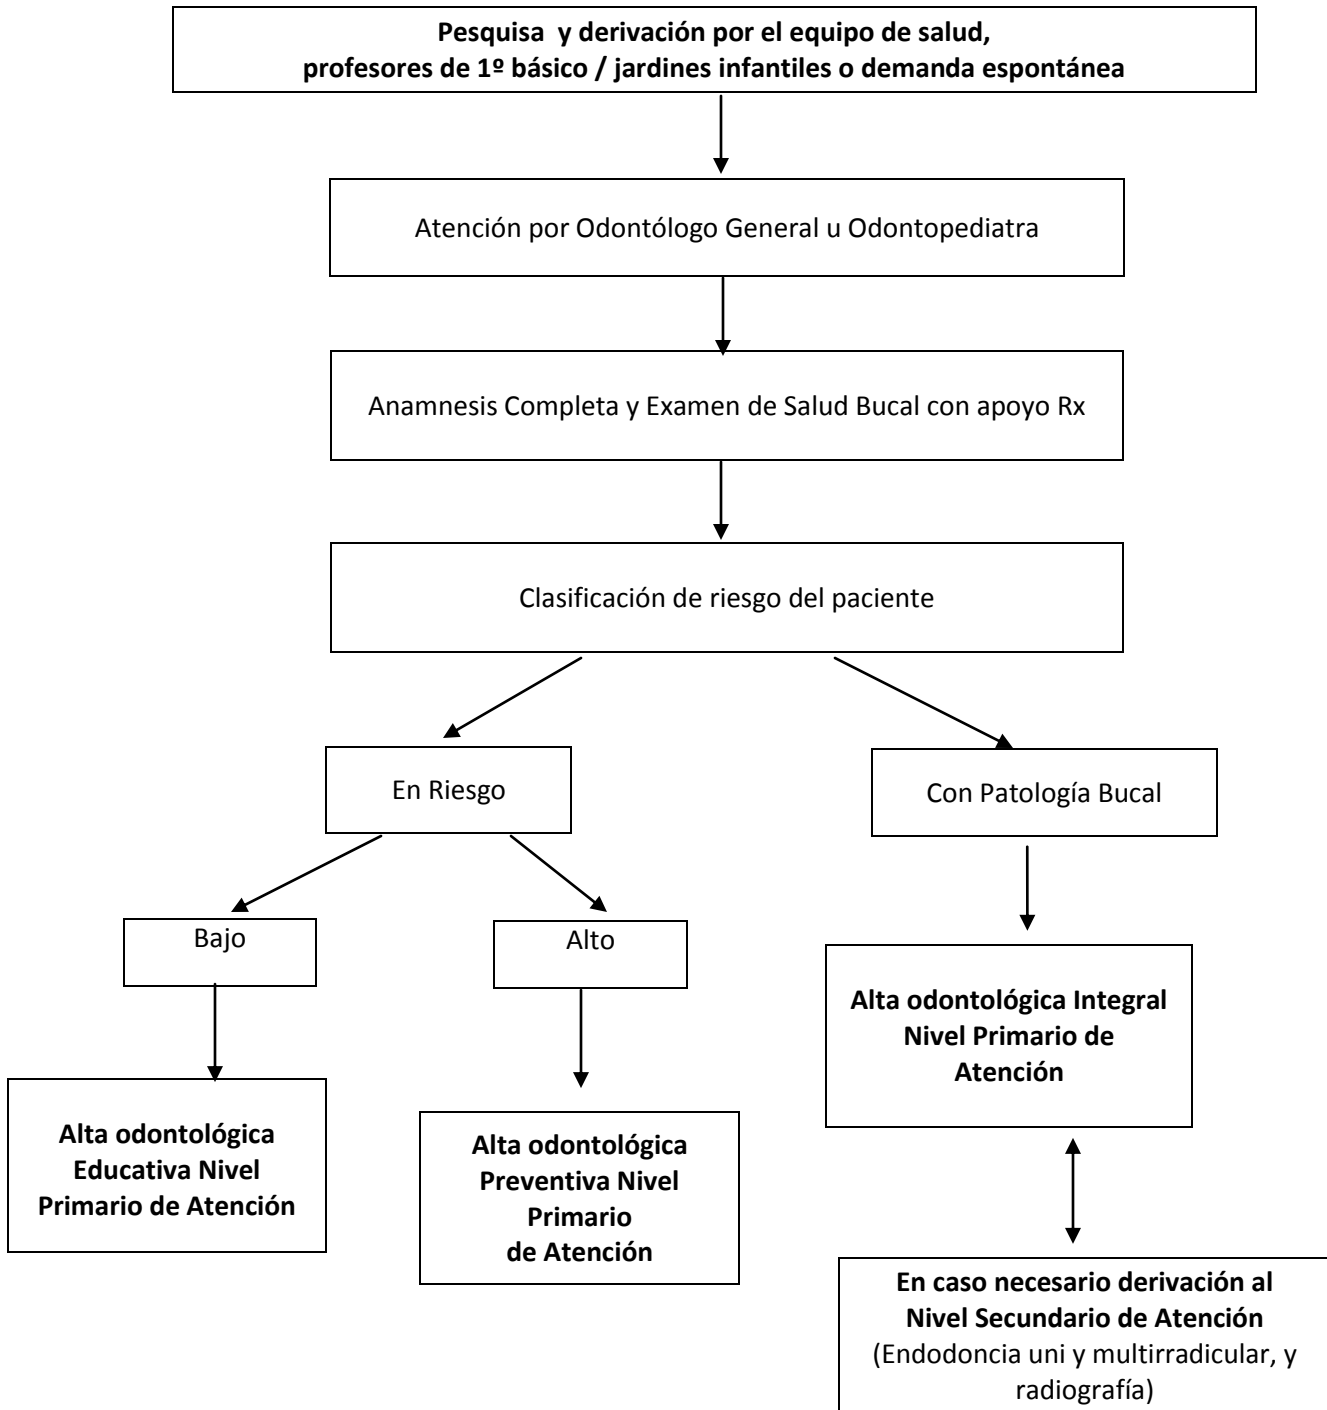 Pesquisa  y derivación por el equipo de salud,
profesores de 1º básico / jardines infantiles o demanda espontánea
Atención por Odontólogo General u Odontopediatra
Anamnesis Completa y Examen de Salud Bucal con apoyo Rx
Clasificación de riesgo del paciente
En Riesgo
Con Patología Bucal
Bajo
Alto
Alta odontológica
Educativa Nivel
Primario de Atención
Alta odontológica
Preventiva Nivel
Primario
de Atención
Alta odontológica Integral
Nivel Primario de
Atención
En caso necesario derivación al
Nivel Secundario de Atención
(Endodoncia uni y multirradicular, y
radiografía)